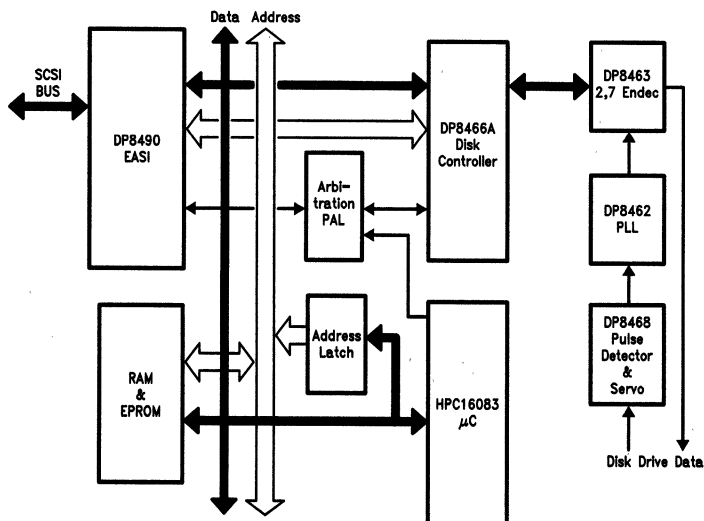 Data Address
SCSI
BUS
DP8490
EASI
DP8466A
Disk
Controller
DP8463
2,7 Endec
Arbi-
tration
PAL
DP8462
PLL
Address
Latch
DP8468
Pulse
Detector
&
Servo
RAM
&
EPROM
HPC16083
μC
Disk Drive Data